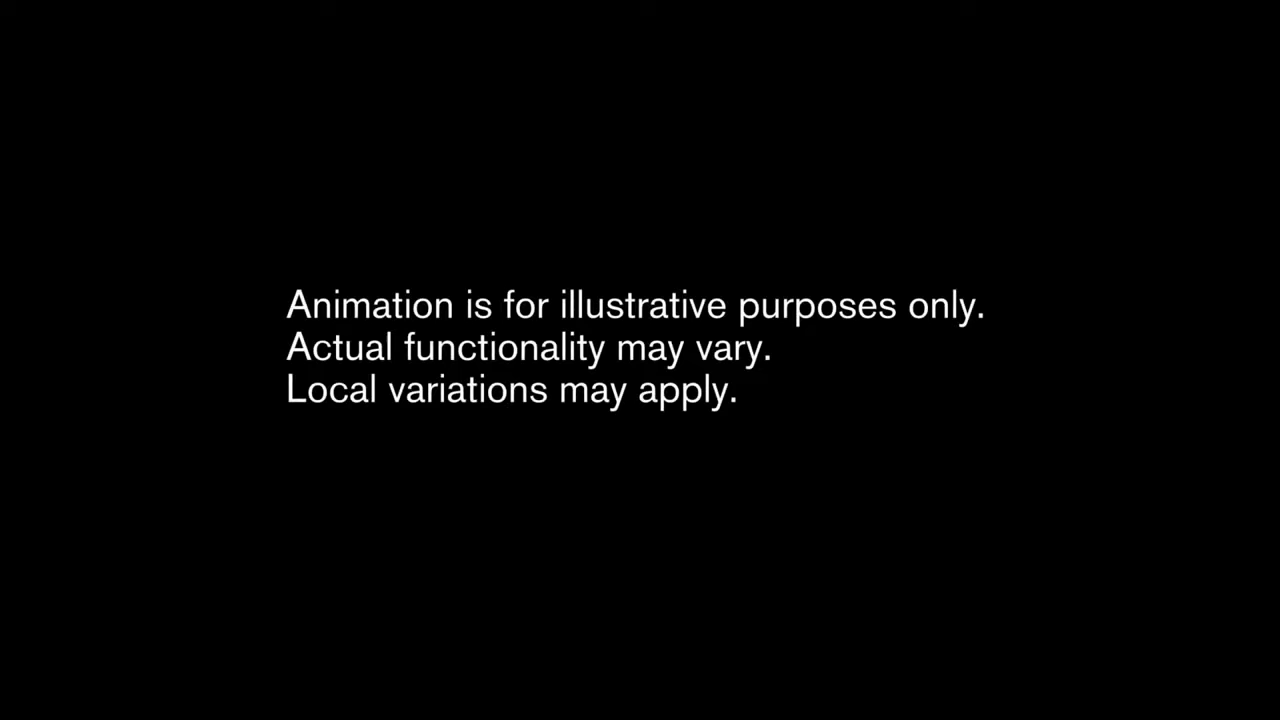 Animation is for illustrative purposes only.
Actual functionality may vary.
Local variations may apply.